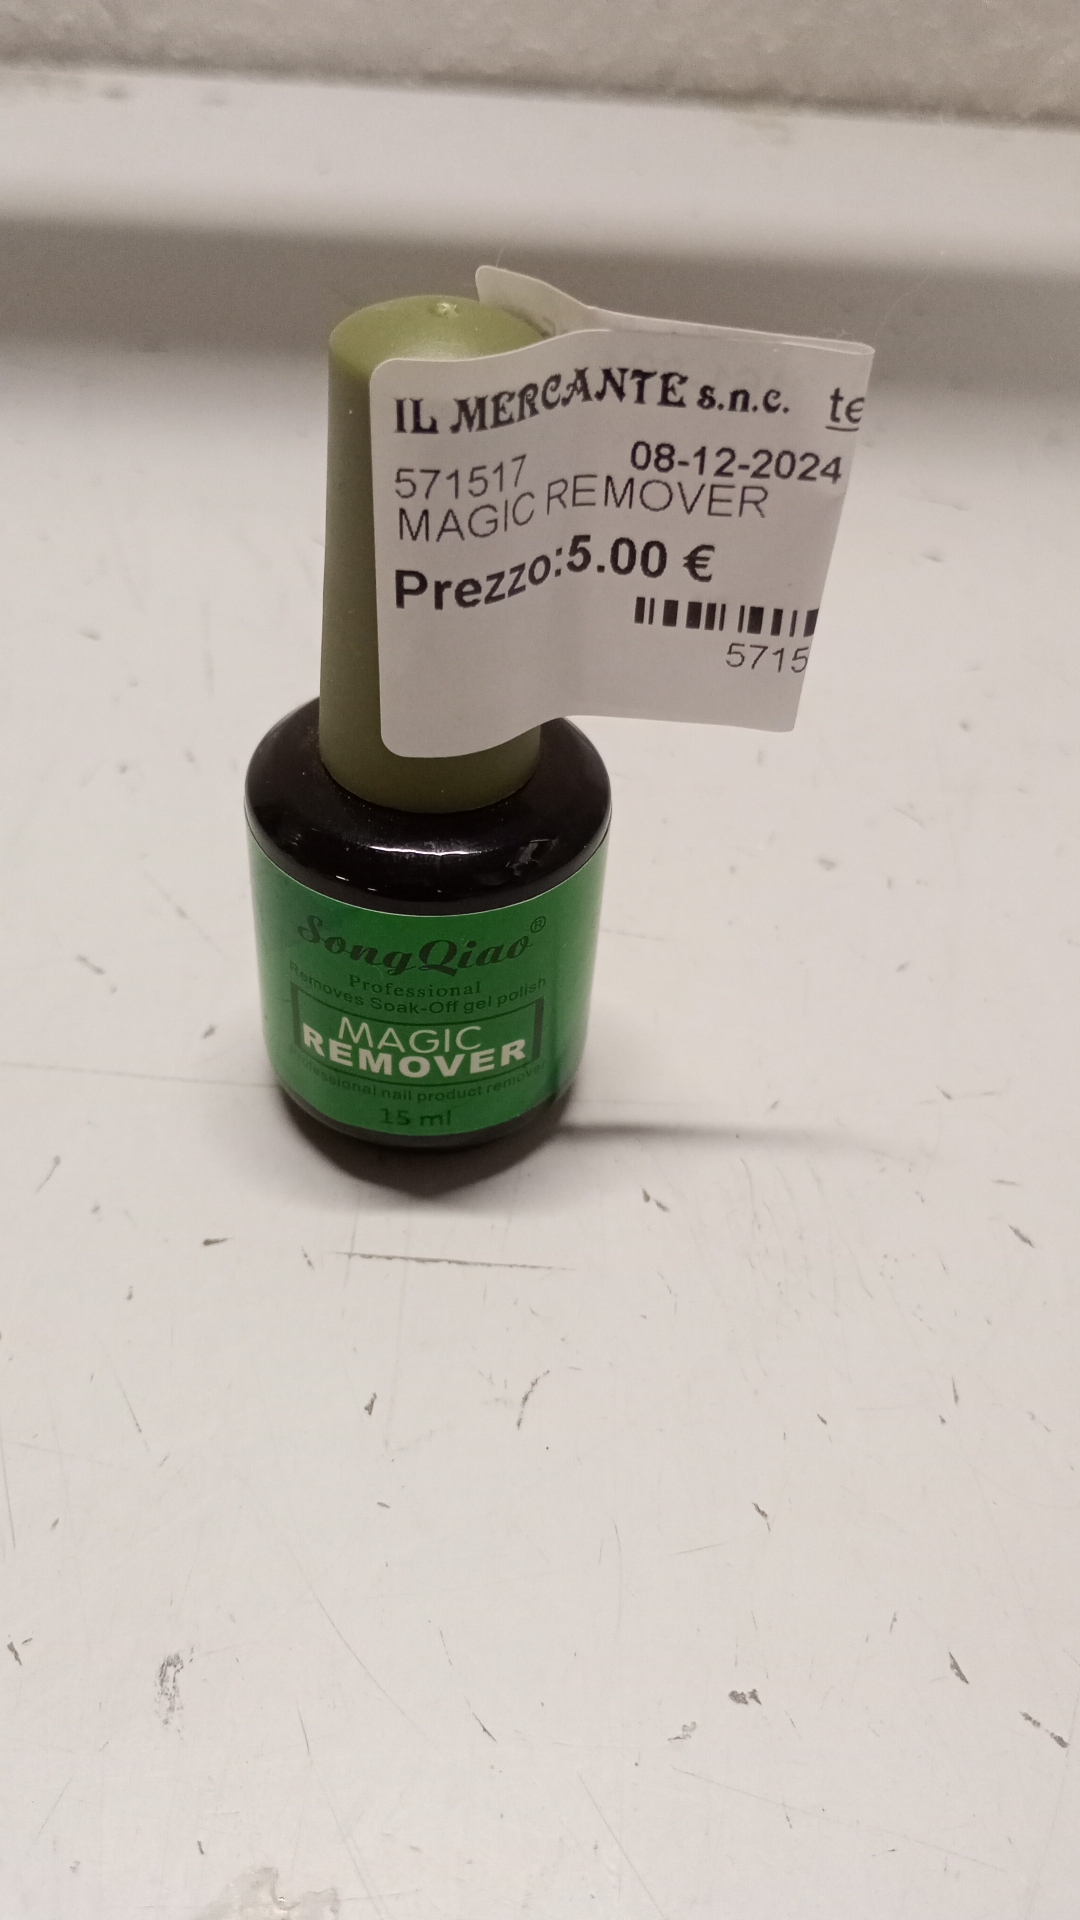 IL MERCANTE s.n.c. te
571517 08-12-2024
MAGIC REMOVER
Prezzo:5.00 €
5715
SongQiao®
Professional
Removes Soak-Off gel polish
MAGIC
REMOVER
Professional nail product remover
15 ml